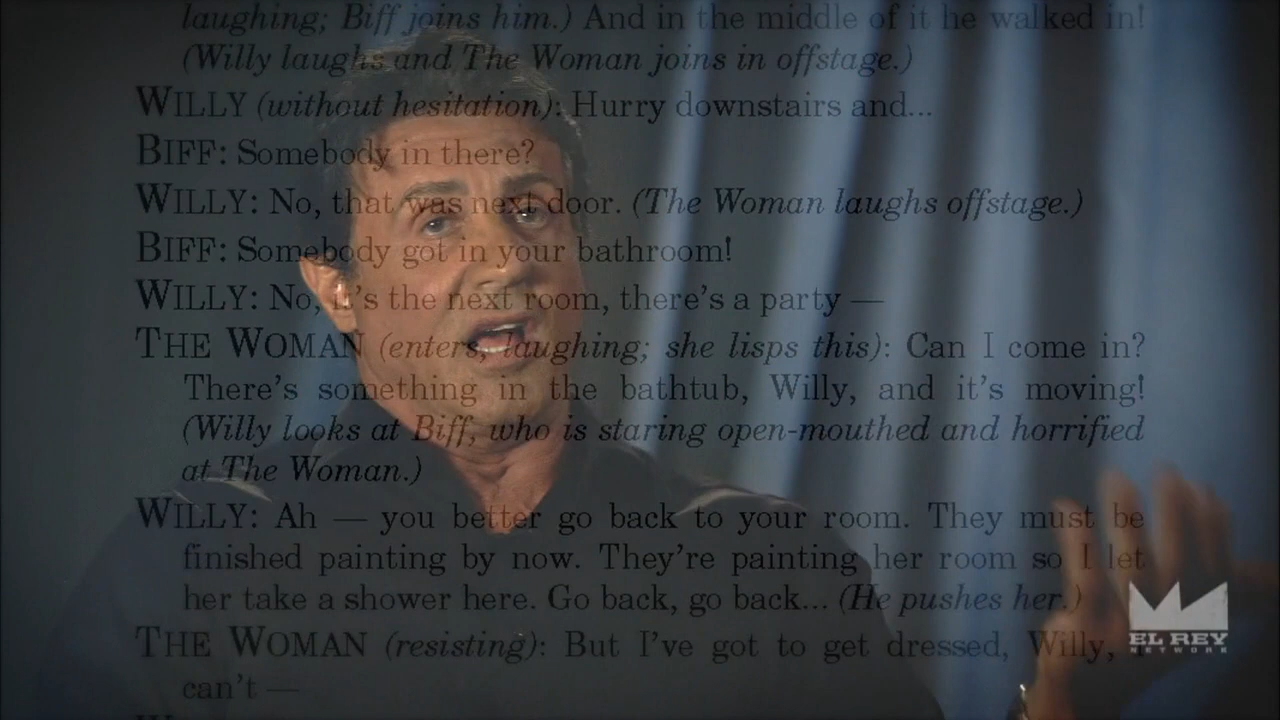 laughing; Biff joins him.) And in the middle of it he walked in!
(Willy laughs and The Woman joins in offstage.)
WILLY (without hesitation): Hurry downstairs and...
BIFF: Somebody in there?
WILLY: No, that was next door. (The Woman laughs offstage.)
BIFF: Somebody got in your bathroom!
WILLY: No, it's the next room, there's a party —
THE WOMAN (enters, laughing; she lisps this): Can I come in?
There's something in the bathtub, Willy, and it's moving!
(Willy looks at Biff, who is staring open-mouthed and horrified
at The Woman.)
WILLY: Ah — you better go back to your room. They must be
finished painting by now. They're painting her room so I let
her take a shower here. Go back, go back... (He pushes her.)
THE WOMAN (resisting): But I've got to get dressed, Willy, I
can't —
EL REY
NETWORK